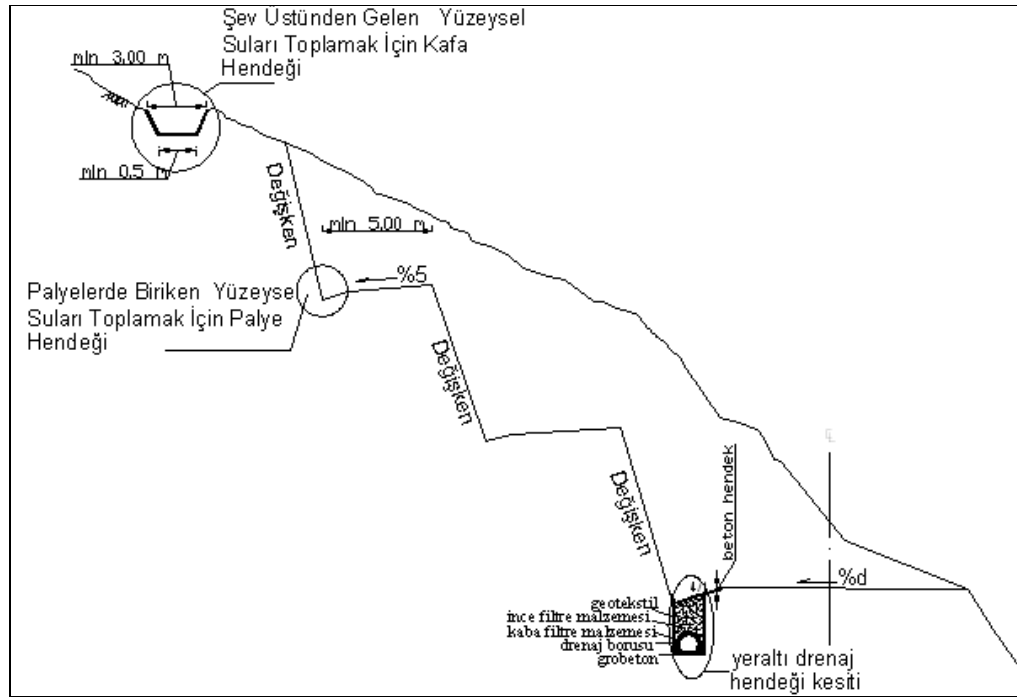 Şev Üstünden Gelen Yüzeysel
Suları Toplamak İçin Kafa
Hendeği
min 3.00 m
min 0.5 m
Değişken
min 5.00 m
%5
Palyelerde Biriken Yüzeyse
Suları Toplamak İçin Palye
Hendeği
Değişken
Değişken
beton hendek
%d
geotekstil
ince filtre malzemesi
kaba filtre malzemesi
drenaj borusu
grobeton
yeraltı drenaj
hendeği kesiti